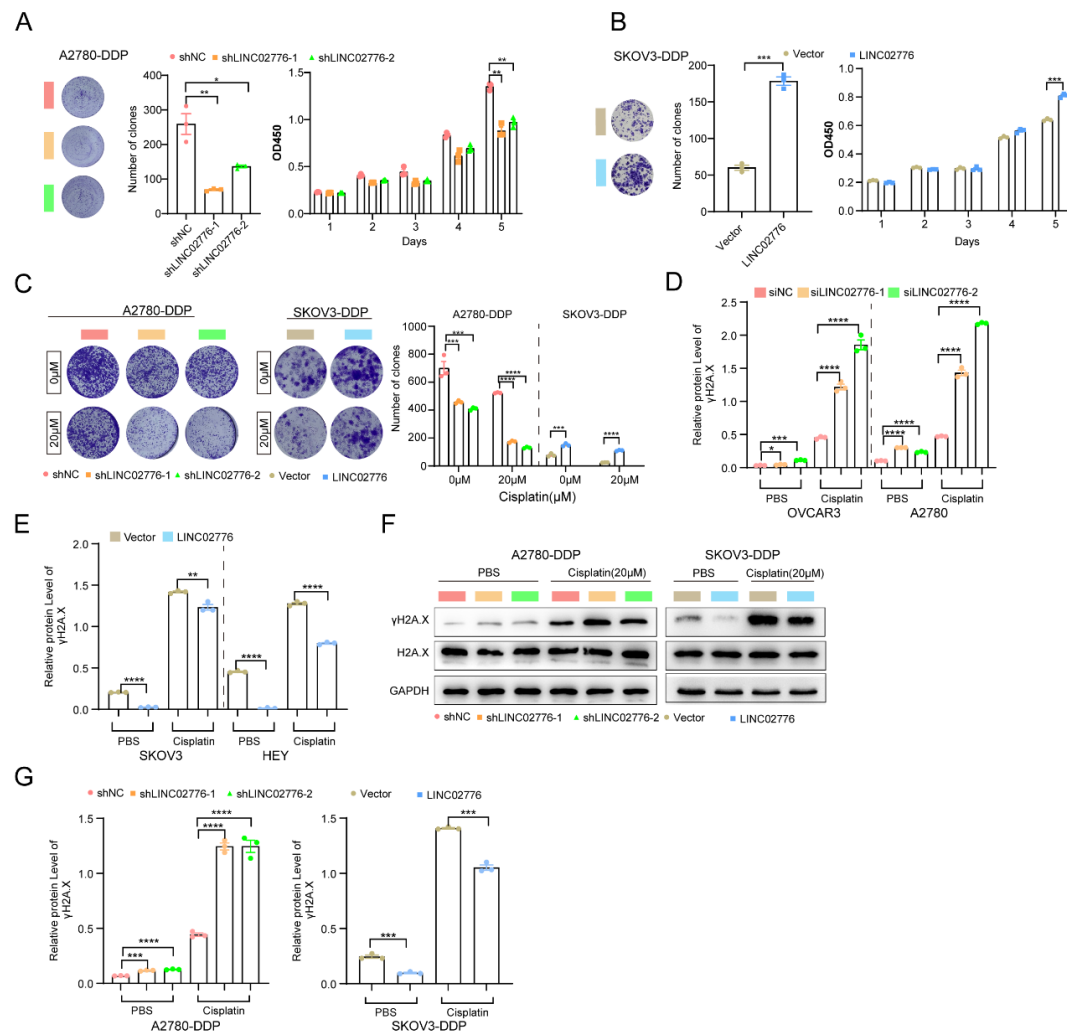 A
A2780-DDP
shNC shLINC02776-1 shLINC02776-2
Number of clones
400
300
200
100
0
*
**
shNC
shLINC02776-1
shLINC02776-2
OD450
1.5
1.0
0.5
0.0
**
**
1 2 3 4 5
Days
B
SKOV3-DDP
Vector LINC02776
Number of clones
200
150
100
50
0
***
Vector
LINC02776
OD450
1.0
0.8
0.6
0.4
0.2
0.0
***
1 2 3 4 5
Days
C
A2780-DDP
SKOV3-DDP
0μM
20μM
0μM
20μM
shNC shLINC02776-1 shLINC02776-2 Vector LINC02776
A2780-DDP SKOV3-DDP
Number of clones
1000
800
600
400
200
0
***
***
****
****
***
****
0μM 20μM 0μM 20μM
Cisplatin(μM)
D
siNC siLINC02776-1 siLINC02776-2
Relative protein Level of
γH2A.X
2.5
2.0
1.5
1.0
0.5
0.0
***
*
****
****
****
****
****
****
PBS Cisplatin PBS Cisplatin
OVCAR3 A2780
E
Vector LINC02776
Relative protein Level of
γH2A.X
2.0
1.5
1.0
0.5
0.0
****
**
****
****
PBS Cisplatin PBS Cisplatin
SKOV3 HEY
F
A2780-DDP SKOV3-DDP
PBS Cisplatin(20μM) PBS Cisplatin(20μM)
γH2A.X
H2A.X
GAPDH
shNC shLINC02776-1 shLINC02776-2 Vector LINC02776
G
shNC shLINC02776-1 shLINC02776-2 Vector LINC02776
Relative protein Level of
γH2A.X
1.5
1.0
0.5
0.0
****
***
****
****
PBS Cisplatin
A2780-DDP
Relative protein Level of
γH2A.X
1.5
1.0
0.5
0.0
***
***
PBS Cisplatin
SKOV3-DDP